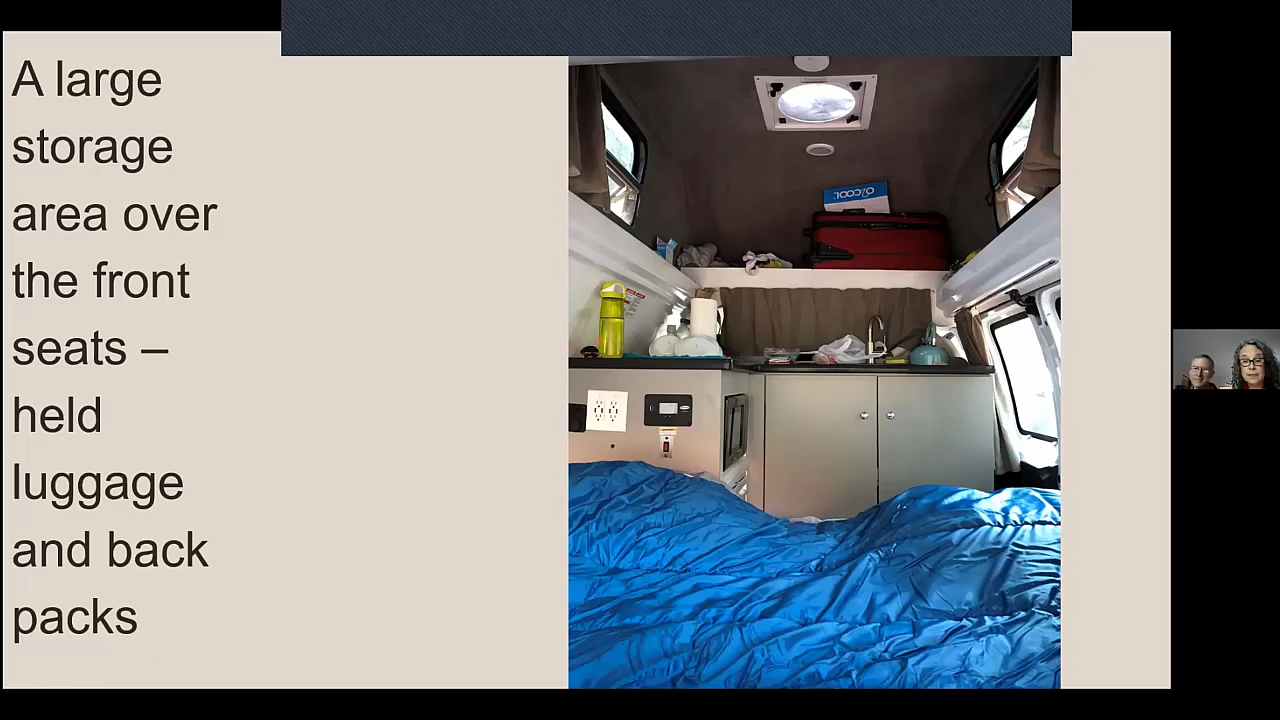 A large
storage
area over
the front
seats –
held
luggage
and back
packs
O2COOL